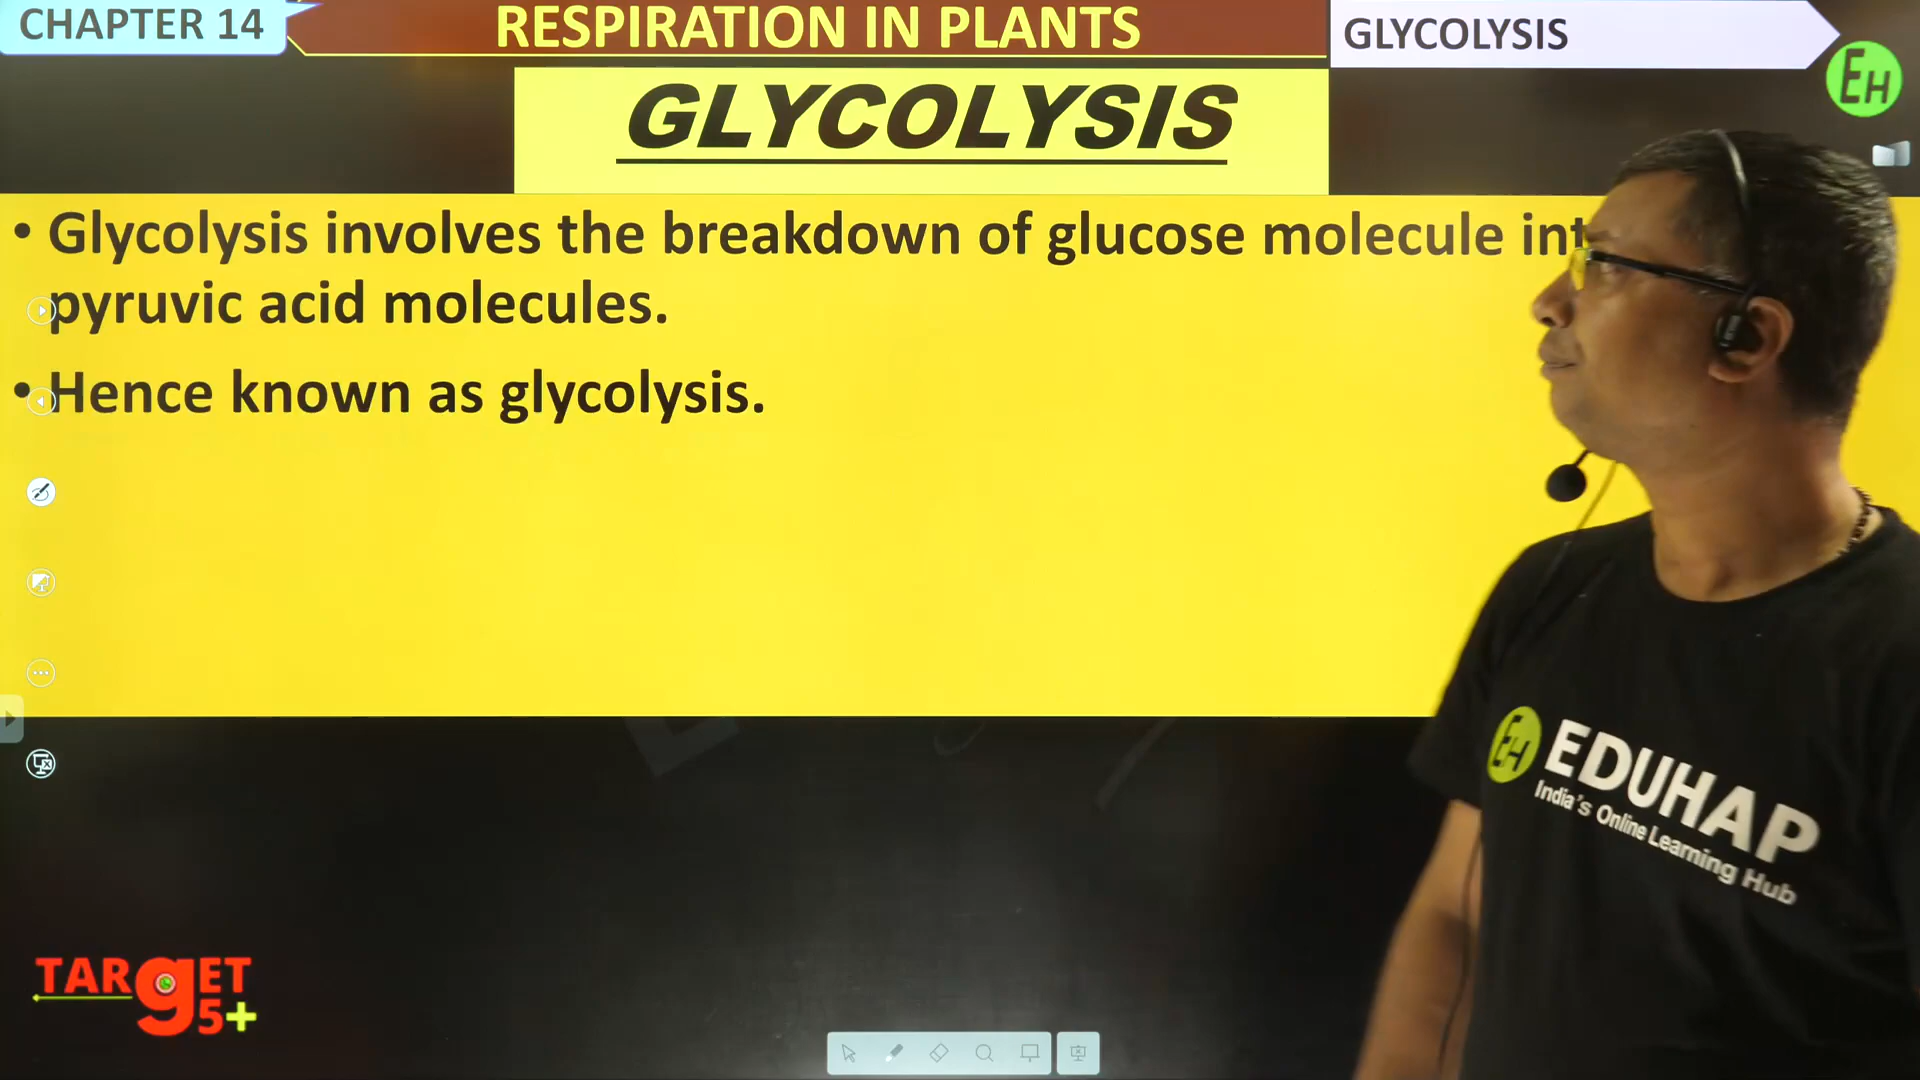 CHAPTER 14
RESPIRATION IN PLANTS
GLYCOLYSIS
EH
GLYCOLYSIS
• Glycolysis involves the breakdown of glucose molecule
pyruvic acid molecules.
• Hence known as glycolysis.
EH EDUHAP
India's Online Learning Hub
TARgET
95+